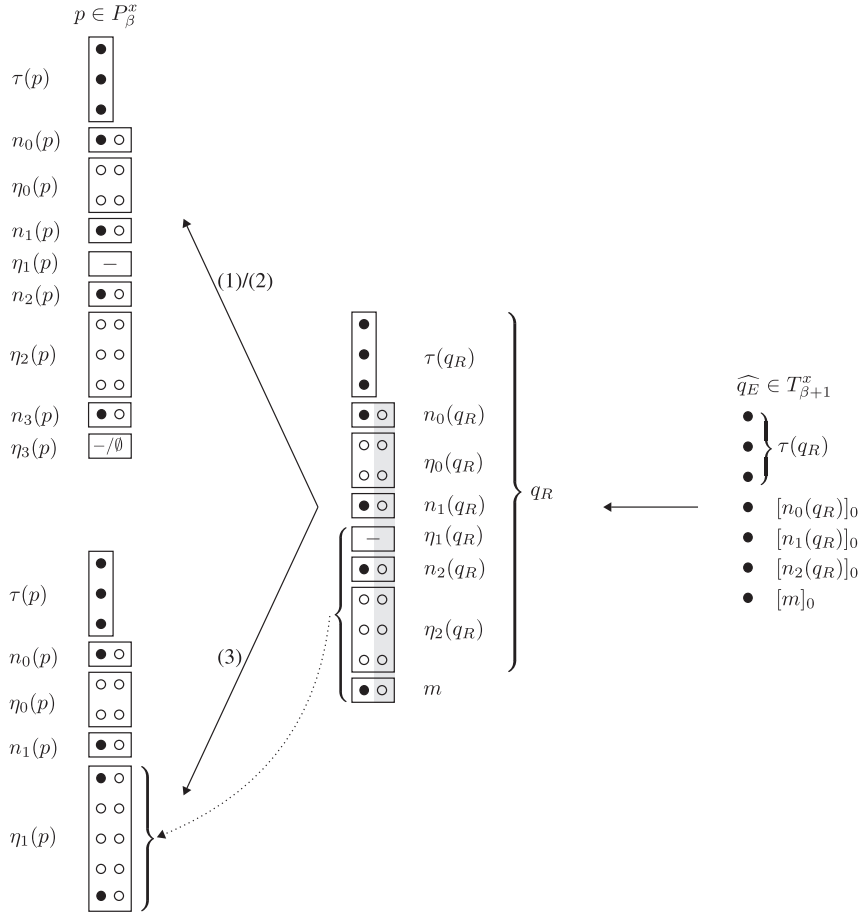 p ∈ P_β^x
τ(p)
n_0(p)
η_0(p)
n_1(p)
η_1(p)
–
n_2(p)
η_2(p)
n_3(p)
η_3(p)
–/∅
(1)/(2)
τ(p)
n_0(p)
η_0(p)
n_1(p)
η_1(p)
(3)
τ(q_R)
n_0(q_R)
η_0(q_R)
n_1(q_R)
–
η_1(q_R)
n_2(q_R)
η_2(q_R)
m
q_R
\widehat{q_E} ∈ T_{β+1}^x
τ(q_R)
[n_0(q_R)]_0
[n_1(q_R)]_0
[n_2(q_R)]_0
[m]_0